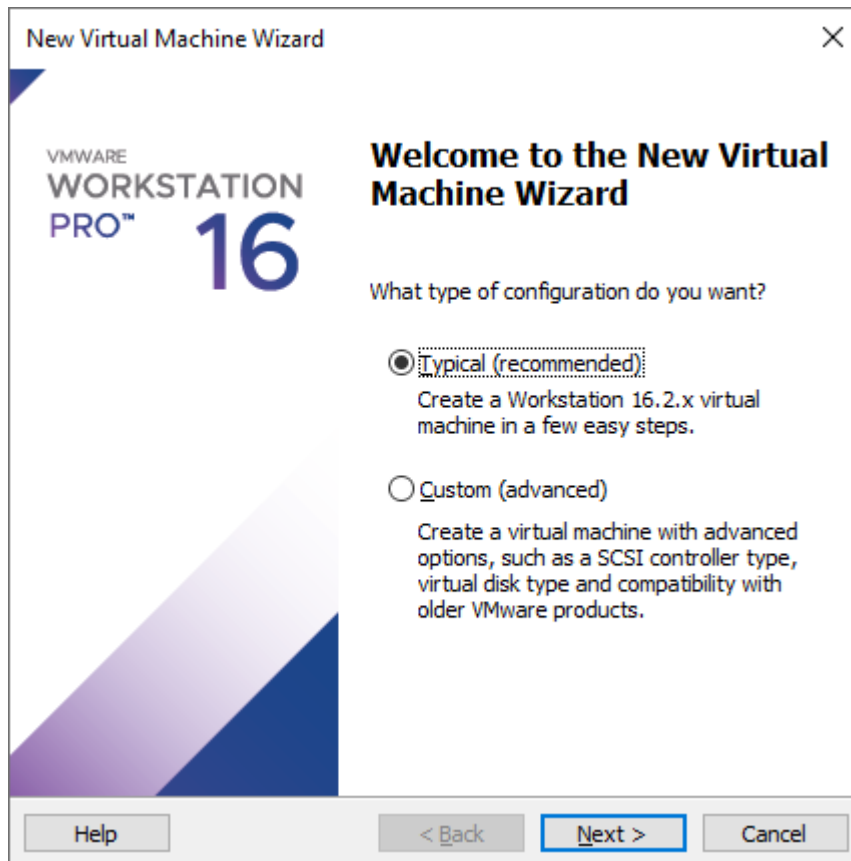 New Virtual Machine Wizard
VMWARE
WORKSTATION
PRO™ 16
Welcome to the New Virtual
Machine Wizard
What type of configuration do you want?
Typical (recommended)
Create a Workstation 16.2.x virtual
machine in a few easy steps.
Custom (advanced)
Create a virtual machine with advanced
options, such as a SCSI controller type,
virtual disk type and compatibility with
older VMware products.
Help < Back Next > Cancel